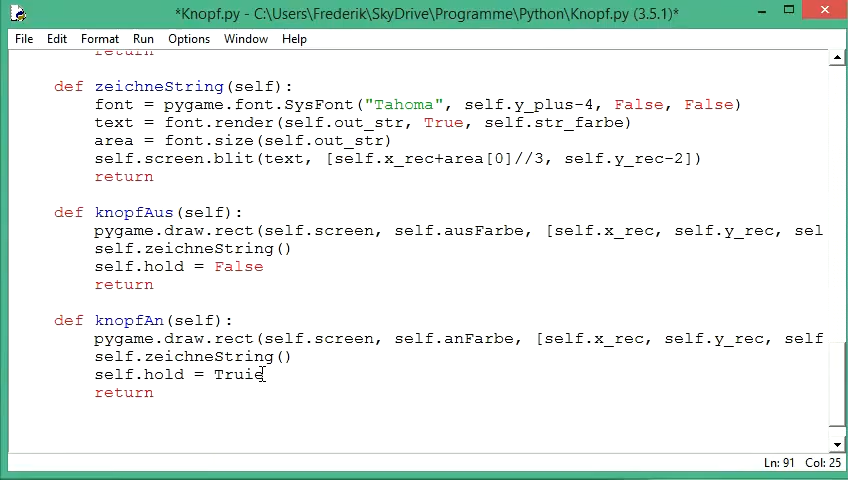 *Knopf.py - C:\Users\Frederik\SkyDrive\Programme\Python\Knopf.py (3.5.1)*
File Edit Format Run Options Window Help
return
def zeichneString(self):
font = pygame.font.SysFont("Tahoma", self.y_plus-4, False, False)
text = font.render(self.out_str, True, self.str_farbe)
area = font.size(self.out_str)
self.screen.blit(text, [self.x_rec+area[0]//3, self.y_rec-2])
return
def knopfAus(self):
pygame.draw.rect(self.screen, self.ausFarbe, [self.x_rec, self.y_rec, sel
self.zeichneString()
self.hold = False
return
def knopfAn(self):
pygame.draw.rect(self.screen, self.anFarbe, [self.x_rec, self.y_rec, self
self.zeichneString()
self.hold = Truie
return
Ln: 91 Col: 25